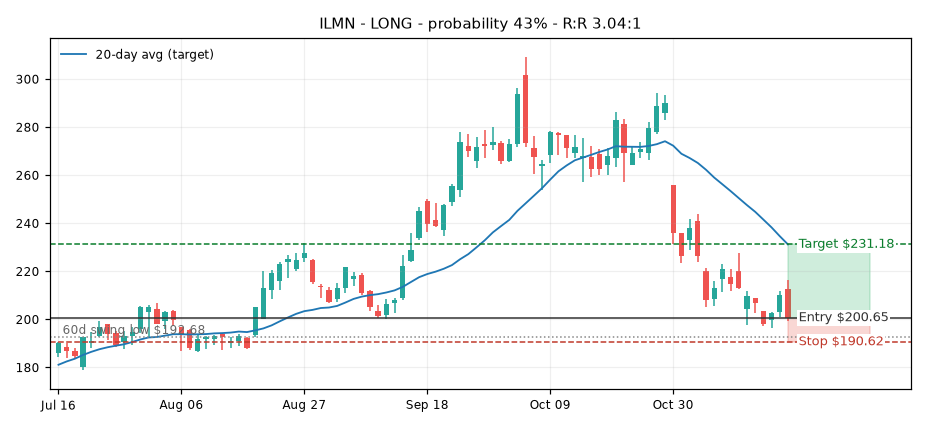 ILMN - LONG - probability 43% - R:R 3.04:1
20-day avg (target)
300
280
260
240
220
200
180
Target $231.18
Entry $200.65
60d swing low $192.68
Stop $190.62
Jul 16
Aug 06
Aug 27
Sep 18
Oct 09
Oct 30